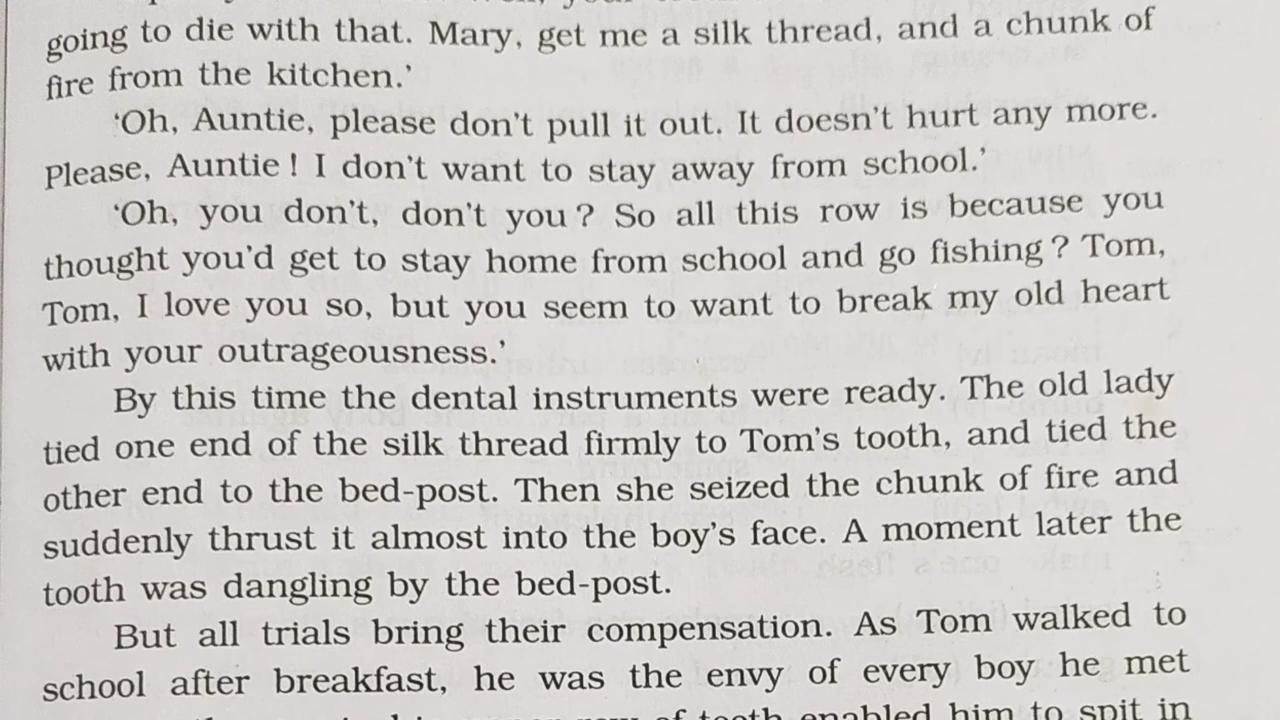 going to die with that. Mary, get me a silk thread, and a chunk of
fire from the kitchen.’
‘Oh, Auntie, please don’t pull it out. It doesn’t hurt any more.
Please, Auntie ! I don’t want to stay away from school.’
‘Oh, you don’t, don’t you ? So all this row is because you
thought you’d get to stay home from school and go fishing ? Tom,
Tom, I love you so, but you seem to want to break my old heart
with your outrageousness.’
By this time the dental instruments were ready. The old lady
tied one end of the silk thread firmly to Tom’s tooth, and tied the
other end to the bed-post. Then she seized the chunk of fire and
suddenly thrust it almost into the boy’s face. A moment later the
tooth was dangling by the bed-post.
But all trials bring their compensation. As Tom walked to
school after breakfast, he was the envy of every boy he met
of teeth enabled him to spit in